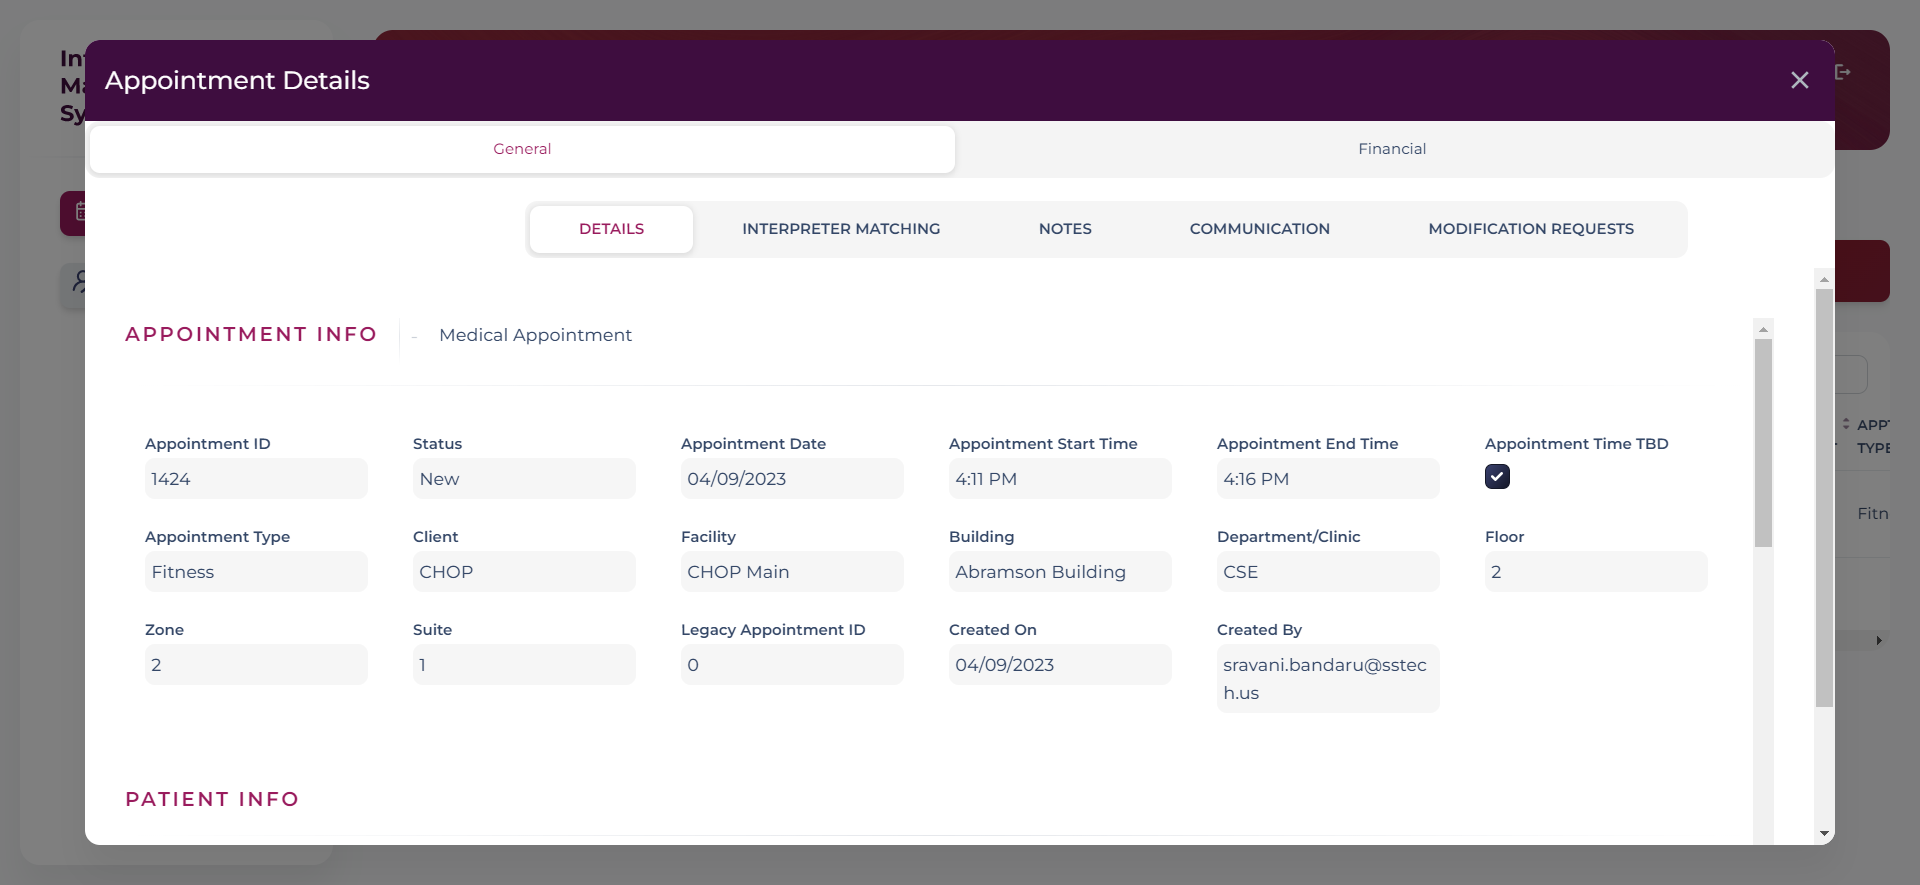 Appointment Details
General
Financial
DETAILS
INTERPRETER MATCHING
NOTES
COMMUNICATION
MODIFICATION REQUESTS
APPOINTMENT INFO
- Medical Appointment
Appointment ID
1424
Status
New
Appointment Date
04/09/2023
Appointment Start Time
4:11 PM
Appointment End Time
4:16 PM
Appointment Time TBD
Appointment Type
Fitness
Client
CHOP
Facility
CHOP Main
Building
Abramson Building
Department/Clinic
CSE
Floor
2
Zone
2
Suite
1
Legacy Appointment ID
0
Created On
04/09/2023
Created By
sravani.bandaru@sstec
h.us
PATIENT INFO
TYPE
Fitn